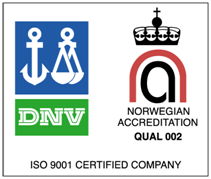 DNV
NORWEGIAN
ACCREDITATION
QUAL 002
ISO 9001 CERTIFIED COMPANY